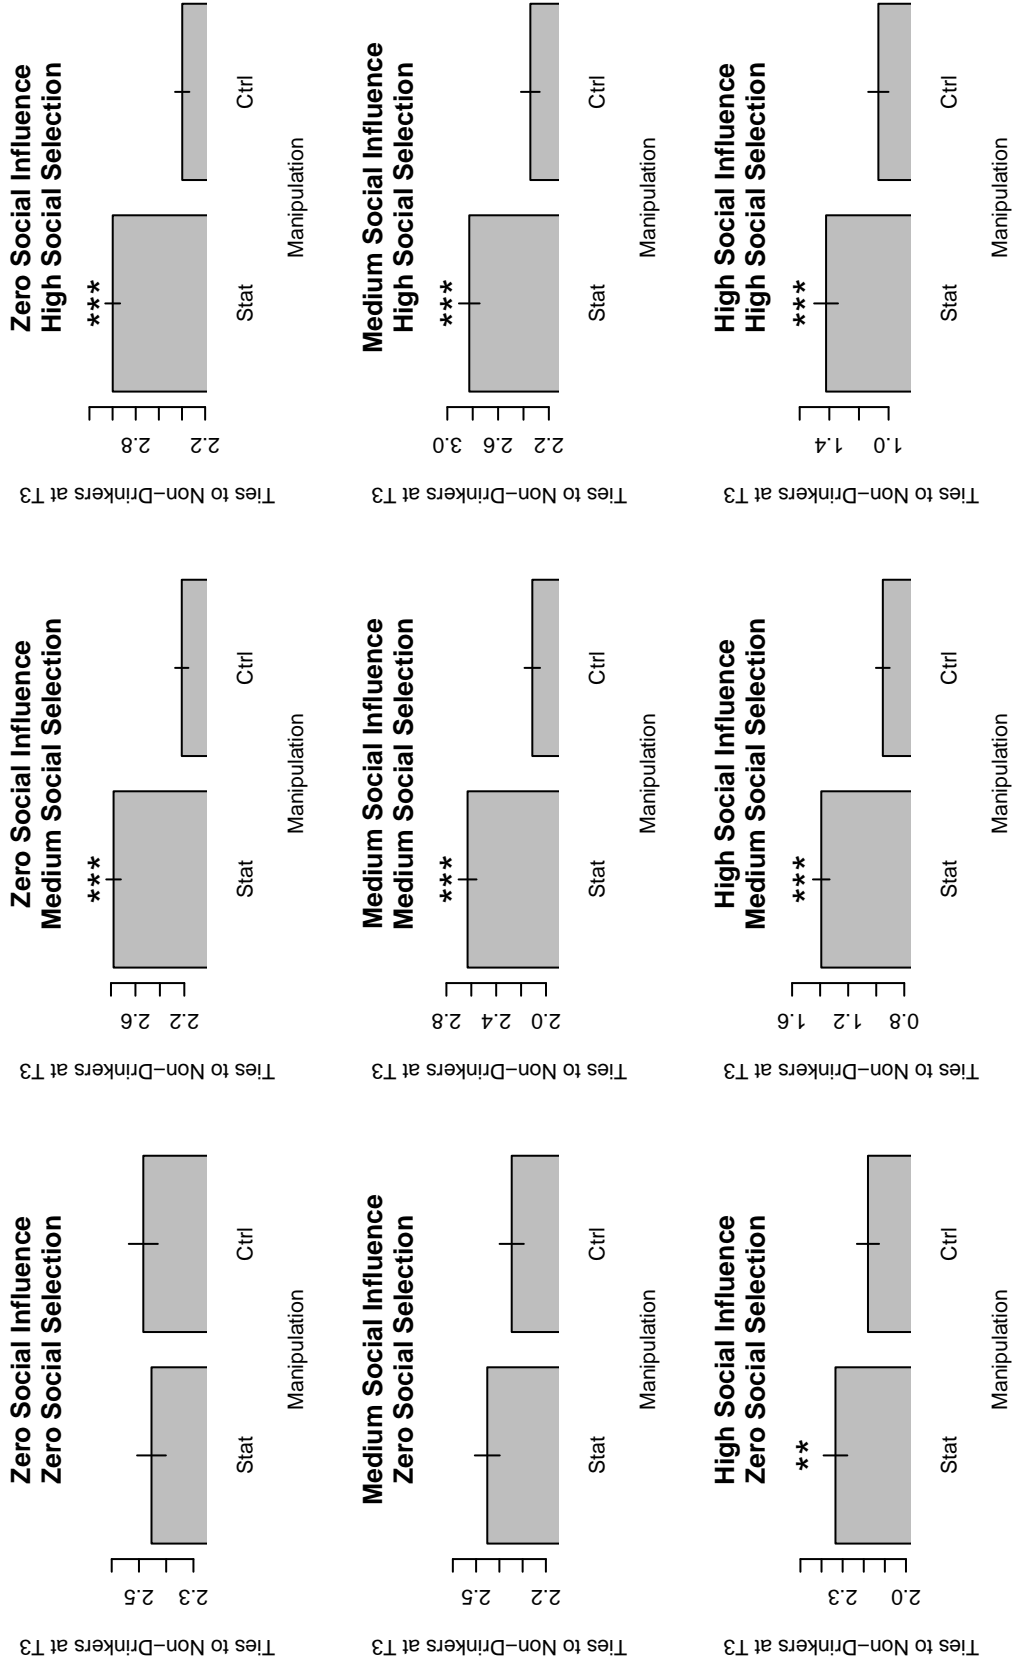 Zero Social Influence
Zero Social Selection
Ties to Non−Drinkers at T3
2.5
2.3
Stat
Ctrl
Manipulation
Zero Social Influence
Medium Social Selection
Ties to Non−Drinkers at T3
2.6
2.2
***
Stat
Ctrl
Manipulation
Zero Social Influence
High Social Selection
Ties to Non−Drinkers at T3
2.8
2.2
***
Stat
Ctrl
Manipulation
Medium Social Influence
Zero Social Selection
Ties to Non−Drinkers at T3
2.5
2.2
Stat
Ctrl
Manipulation
Medium Social Influence
Medium Social Selection
Ties to Non−Drinkers at T3
2.8
2.4
2.0
***
Stat
Ctrl
Manipulation
Medium Social Influence
High Social Selection
Ties to Non−Drinkers at T3
3.0
2.6
2.2
***
Stat
Ctrl
Manipulation
High Social Influence
Zero Social Selection
Ties to Non−Drinkers at T3
2.3
2.0
**
Stat
Ctrl
Manipulation
High Social Influence
Medium Social Selection
Ties to Non−Drinkers at T3
1.6
1.2
0.8
***
Stat
Ctrl
Manipulation
High Social Influence
High Social Selection
Ties to Non−Drinkers at T3
1.4
1.0
***
Stat
Ctrl
Manipulation